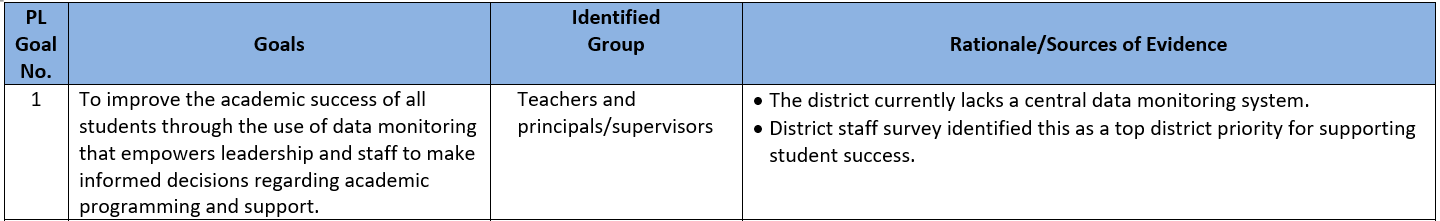 PL
Goal
No.
Goals
Identified
Group
Rationale/Sources of Evidence
1
To improve the academic success of all
students through the use of data monitoring
that empowers leadership and staff to make
informed decisions regarding academic
programming and support.
Teachers and
principals/supervisors
• The district currently lacks a central data monitoring system.
• District staff survey identified this as a top district priority for supporting
student success.